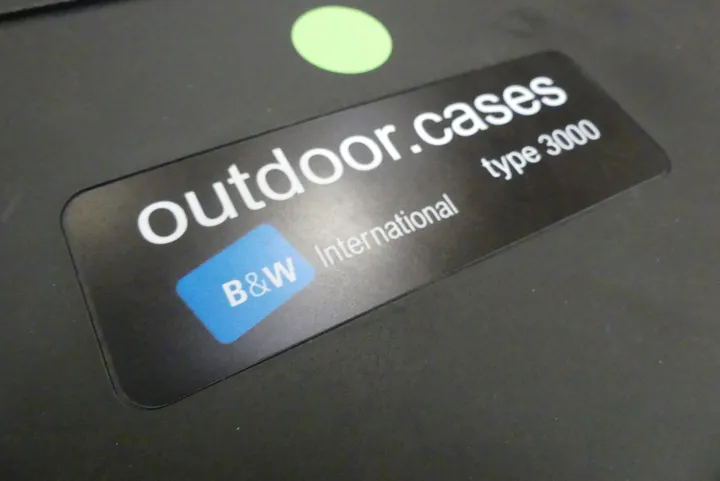 outdoor.cases
type 3000
B&W International